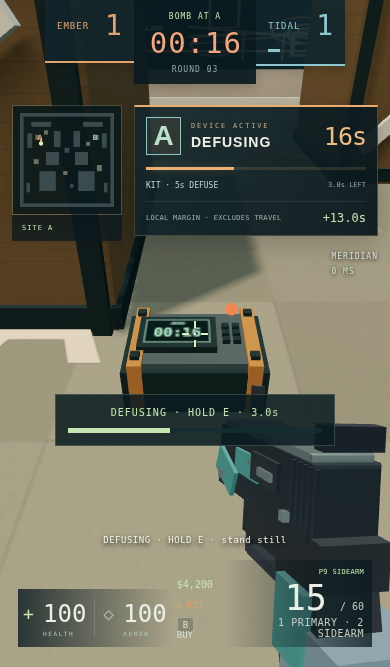 EMBER 1
BOMB AT A
00:16
ROUND 03
TIDAL 1
A
DEVICE ACTIVE
DEFUSING
16s
KIT · 5s DEFUSE
3.0s LEFT
LOCAL MARGIN · EXCLUDES TRAVEL
+13.0s
B
SITE A
MERIDIAN
0 MS
00:16
DEFUSING · HOLD E · 3.0s
DEFUSING · HOLD E · stand still
+ 100
HEALTH
◇ 100
ARMOR
$4,200
KIT
B
BUY
P9 SIDEARM
15 / 60
1 PRIMARY · 2
SIDEARM